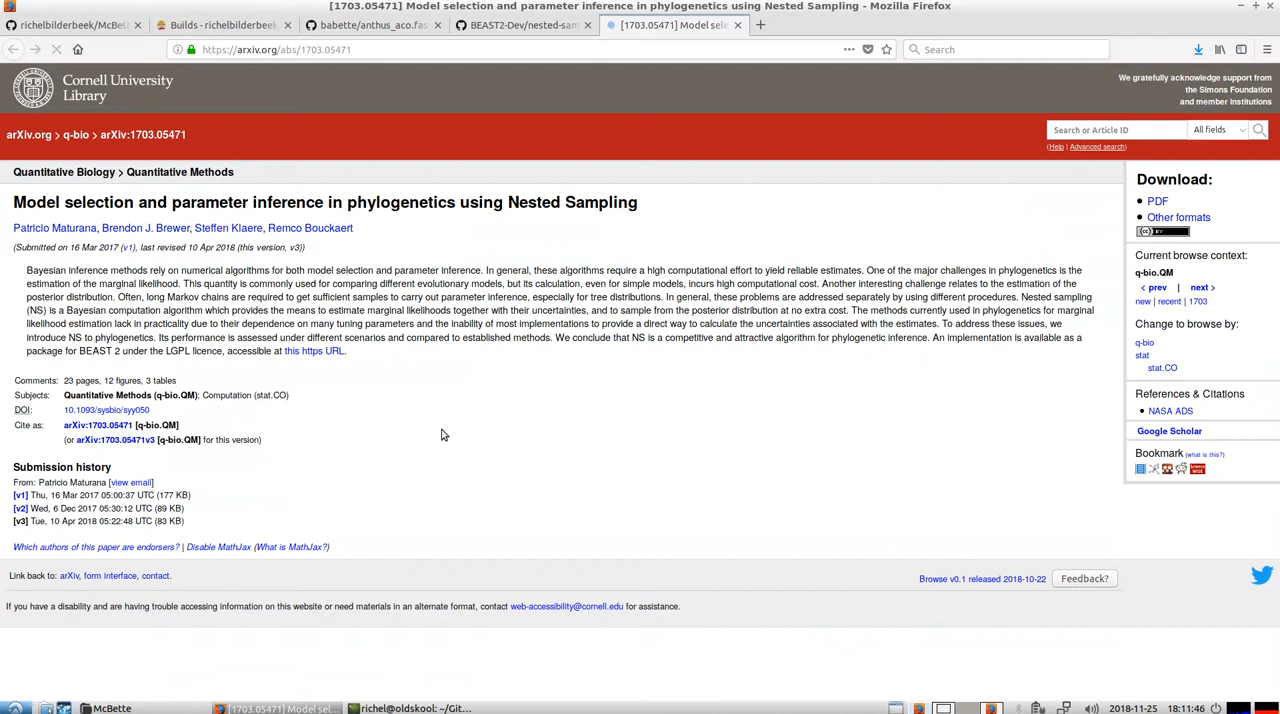 [1703.05471] Model selection and parameter inference in phylogenetics using Nested Sampling - Mozilla Firefox
richelbilderbeek/McBett
Builds - richelbilderbeek
babette/anthus_aco.fas
BEAST2-Dev/nested-sam
[1703.05471] Model sele
https://arxiv.org/abs/1703.05471
Search
Cornell University
Library
We gratefully acknowledge support from
the Simons Foundation
and member institutions
arXiv.org > q-bio > arXiv:1703.05471
Search or Article ID
All fields
(Help | Advanced search)
Quantitative Biology > Quantitative Methods
Model selection and parameter inference in phylogenetics using Nested Sampling
Patricio Maturana, Brendon J. Brewer, Steffen Klaere, Remco Bouckaert
(Submitted on 16 Mar 2017 (v1), last revised 10 Apr 2018 (this version, v3))
Bayesian inference methods rely on numerical algorithms for both model selection and parameter inference. In general, these algorithms require a high computational effort to yield reliable estimates. One of the major challenges in phylogenetics is the
estimation of the marginal likelihood. This quantity is commonly used for comparing different evolutionary models, but its calculation, even for simple models, incurs high computational cost. Another interesting challenge relates to the estimation of the
posterior distribution. Often, long Markov chains are required to get sufficient samples to carry out parameter inference, especially for tree distributions. In general, these problems are addressed separately by using different procedures. Nested sampling
(NS) is a Bayesian computation algorithm which provides the means to estimate marginal likelihoods together with their uncertainties, and to sample from the posterior distribution at no extra cost. The methods currently used in phylogenetics for marginal
likelihood estimation lack in practicality due to their dependence on many tuning parameters and the inability of most implementations to provide a direct way to calculate the uncertainties associated with the estimates. To address these issues, we
introduce NS to phylogenetics. Its performance is assessed under different scenarios and compared to established methods. We conclude that NS is a competitive and attractive algorithm for phylogenetic inference. An implementation is available as a
package for BEAST 2 under the LGPL licence, accessible at this https URL.
Comments: 23 pages, 12 figures, 3 tables
Subjects: Quantitative Methods (q-bio.QM); Computation (stat.CO)
DOI: 10.1093/sysbio/syy050
Cite as: arXiv:1703.05471 [q-bio.QM]
(or arXiv:1703.05471v3 [q-bio.QM] for this version)
Submission history
From: Patricio Maturana [view email]
[v1] Thu, 16 Mar 2017 05:00:37 UTC (177 KB)
[v2] Wed, 6 Dec 2017 05:30:12 UTC (89 KB)
[v3] Tue, 10 Apr 2018 05:22:48 UTC (83 KB)
Which authors of this paper are endorsers? | Disable MathJax (What is MathJax?)
Download:
PDF
Other formats
(cc) BY
Current browse context:
q-bio.QM
< prev | next >
new | recent | 1703
Change to browse by:
q-bio
stat
stat.CO
References & Citations
NASA ADS
Google Scholar
Bookmark (what is this?)
Link back to: arXiv, form interface, contact.
Browse v0.1 released 2018-10-22
Feedback?
If you have a disability and are having trouble accessing information on this website or need materials in an alternate format, contact web-accessibility@cornell.edu for assistance.
McBette
[1703.05471] Model sel...
richel@oldskool: ~/Git...
2018-11-25 18:11:46